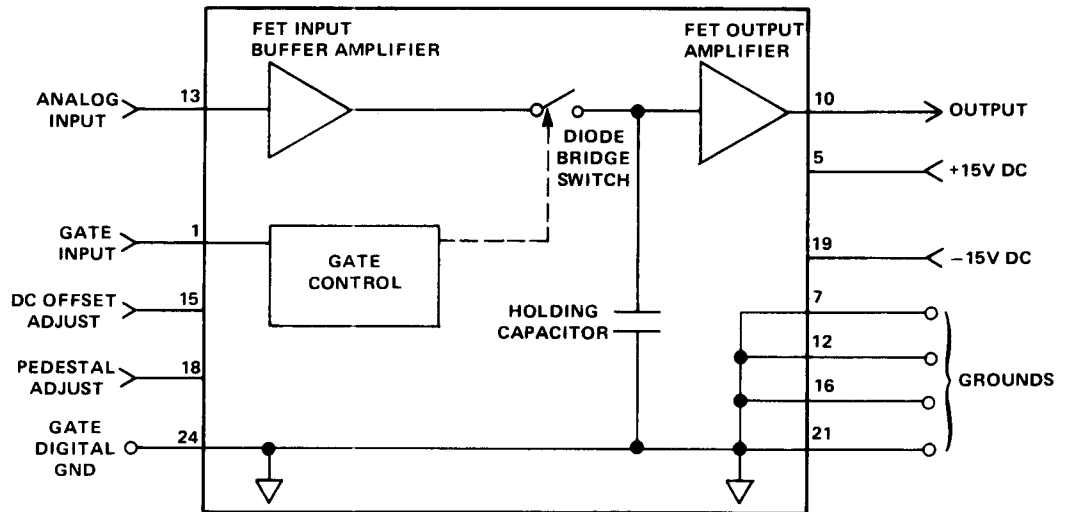 FET INPUT
BUFFER AMPLIFIER
FET OUTPUT
AMPLIFIER
ANALOG
INPUT
13
10
OUTPUT
DIODE
BRIDGE
SWITCH
5
+15V DC
GATE
INPUT
1
GATE
CONTROL
19
−15V DC
DC OFFSET
ADJUST
15
HOLDING
CAPACITOR
7
12
PEDESTAL
ADJUST
18
16
GROUNDS
GATE
DIGITAL
GND
24
21